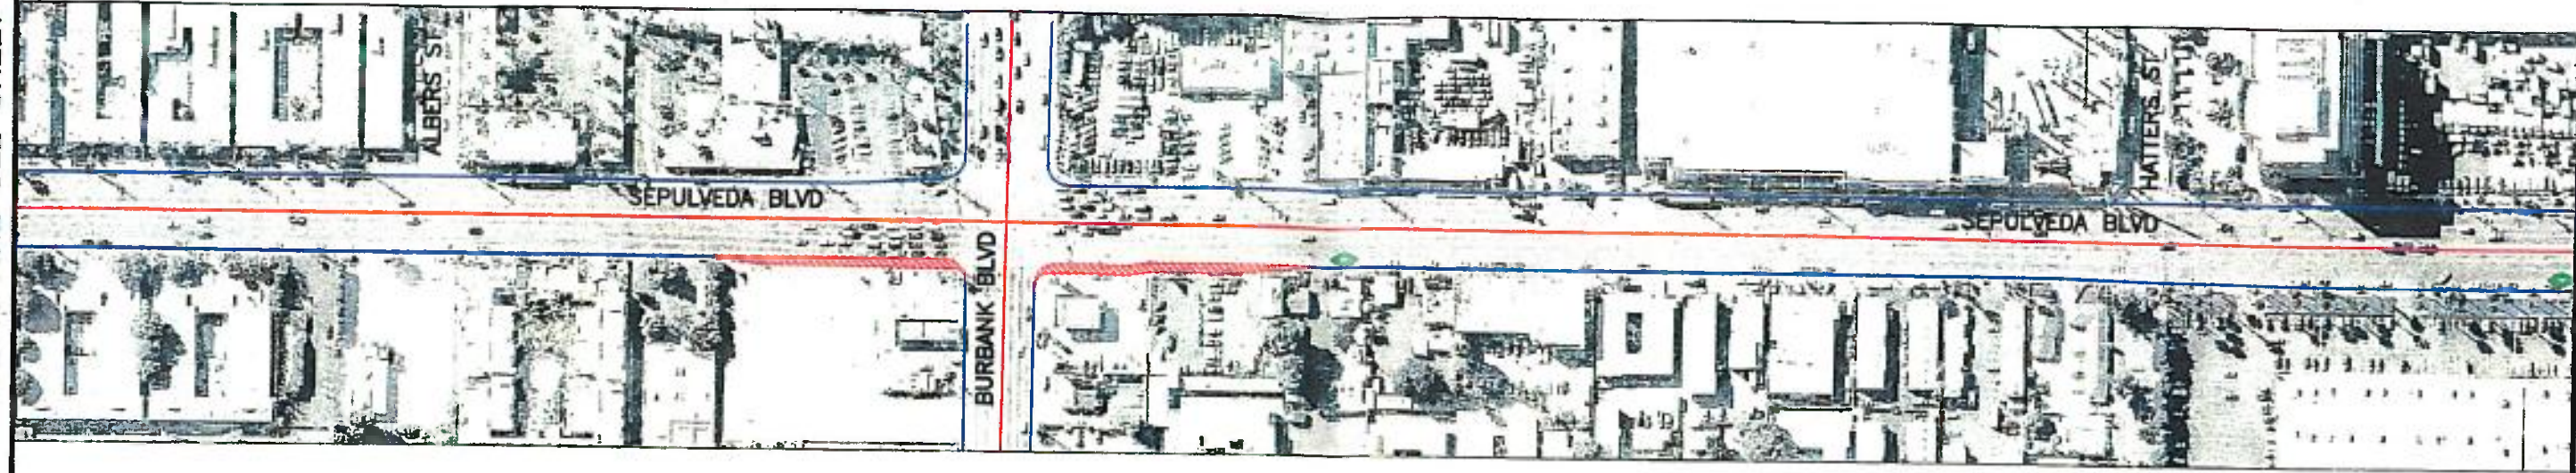 ALBERS ST
SEPULVEDA BLVD
BURBANK BLVD
HATTERS ST
SEPULVEDA BLVD